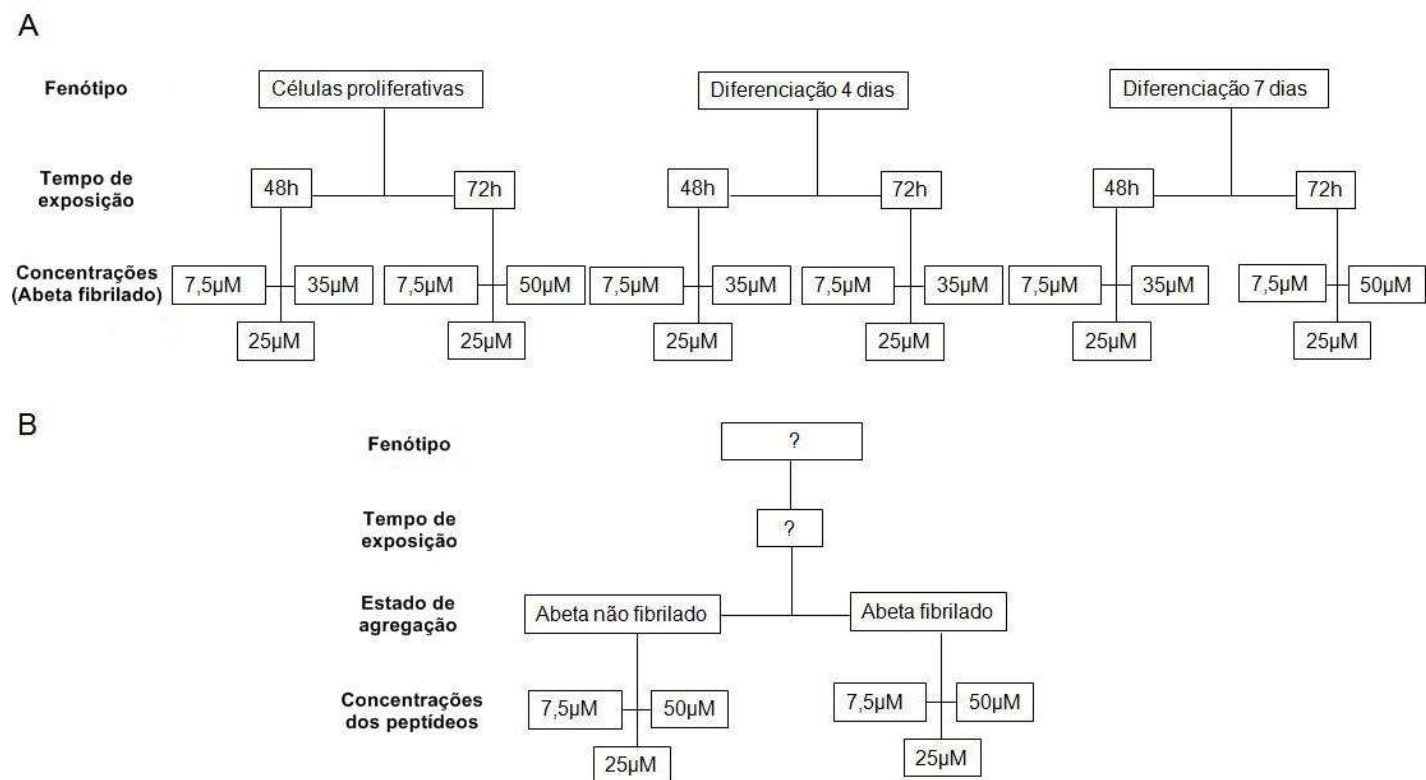 A
Fenótipo
Células proliferativas
Diferenciação 4 dias
Diferenciação 7 dias
Tempo de
exposição
48h
72h
48h
72h
48h
72h
Concentrações
(Abeta fibrilado)
7,5µM
35µM
7,5µM
50µM
7,5µM
35µM
7,5µM
35µM
7,5µM
35µM
7,5µM
50µM
25µM
25µM
25µM
25µM
25µM
25µM
B
Fenótipo
?
Tempo de
exposição
?
Estado de
agregação
Abeta não fibrilado
Abeta fibrilado
Concentrações
dos peptídeos
7,5µM
50µM
7,5µM
50µM
25µM
25µM